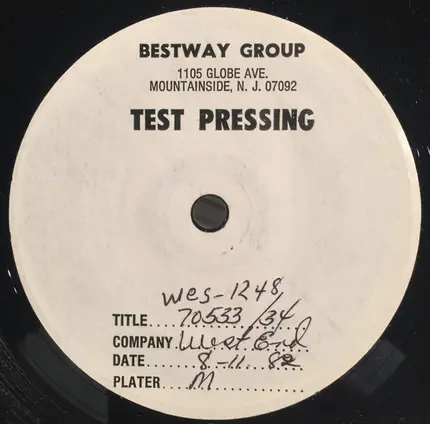 BESTWAY GROUP
1105 GLOBE AVE.
MOUNTAINSIDE, N. J. 07092
TEST PRESSING
wes-1248
TITLE....70533/34.....
COMPANY.West End
DATE......8-11-82......
PLATER....M..............